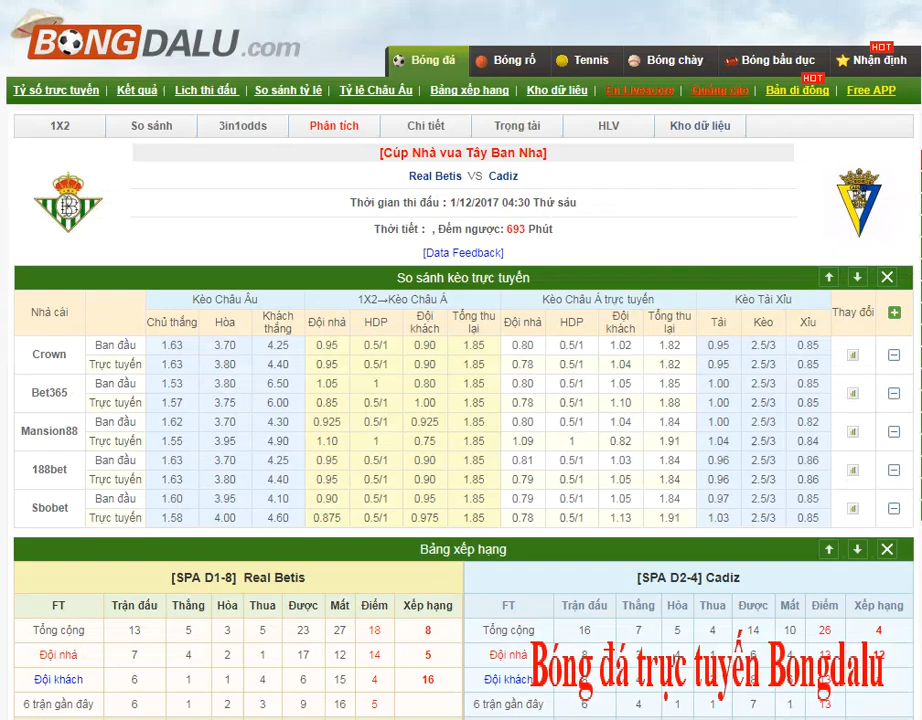 BONGDALU.com
Bóng đá Bóng rổ Tennis Bóng chày Bóng bầu dục HOT Nhận định
Tỷ số trực tuyến | Kết quả | Lịch thi đấu | So sánh tỷ lệ | Tỷ lệ Châu Âu | Bảng xếp hạng | Kho dữ liệu | En Livescore | Quảng cáo | HOT Bản di động | Free APP
1X2 So sánh 3in1odds Phân tích Chi tiết Trọng tài HLV Kho dữ liệu
[Cúp Nhà vua Tây Ban Nha]
Real Betis VS Cadiz
Thời gian thi đấu : 1/12/2017 04:30 Thứ sáu
Thời tiết : , Đếm ngược: 693 Phút
[Data Feedback]
So sánh kèo trực tuyến
Nhà cái Kèo Châu Âu 1X2→Kèo Châu Á Kèo Châu Á trực tuyến Kèo Tài Xỉu Thay đổi
Chủ thắng Hòa Khách thắng Đội nhà HDP Đội khách Tổng thu lại Đội nhà HDP Đội khách Tổng thu lại Tài Kèo Xỉu
Crown Ban đầu 1.63 3.70 4.25 0.95 0.5/1 0.90 1.85 0.80 0.5/1 1.02 1.82 0.95 2.5/3 0.85
Trực tuyến 1.63 3.80 4.40 0.95 0.5/1 0.90 1.85 0.78 0.5/1 1.04 1.82 0.95 2.5/3 0.85
Bet365 Ban đầu 1.53 3.80 6.50 1.05 1 0.80 1.85 0.80 0.5/1 1.05 1.85 1.00 2.5/3 0.85
Trực tuyến 1.57 3.75 6.00 0.85 0.5/1 1.00 1.85 0.78 0.5/1 1.10 1.88 1.00 2.5/3 0.85
Mansion88 Ban đầu 1.62 3.70 4.30 0.925 0.5/1 0.925 1.85 0.80 0.5/1 1.04 1.84 1.00 2.5/3 0.82
Trực tuyến 1.55 3.95 4.90 1.10 1 0.75 1.85 1.09 1 0.82 1.91 1.04 2.5/3 0.84
188bet Ban đầu 1.63 3.70 4.25 0.95 0.5/1 0.90 1.85 0.81 0.5/1 1.03 1.84 0.96 2.5/3 0.86
Trực tuyến 1.63 3.80 4.40 0.95 0.5/1 0.90 1.85 0.79 0.5/1 1.05 1.84 0.96 2.5/3 0.86
Sbobet Ban đầu 1.60 3.95 4.10 0.90 0.5/1 0.95 1.85 0.79 0.5/1 1.05 1.84 0.97 2.5/3 0.85
Trực tuyến 1.58 4.00 4.60 0.875 0.5/1 0.975 1.85 0.78 0.5/1 1.13 1.91 1.03 2.5/3 0.85
Bảng xếp hạng
[SPA D1-8] Real Betis [SPA D2-4] Cadiz
FT Trận đấu Thắng Hòa Thua Được Mất Điểm Xếp hạng FT Trận đấu Thắng Hòa Thua Được Mất Điểm Xếp hạng
Tổng cộng 13 5 3 5 23 27 18 8 Tổng cộng 16 7 5 4 14 10 26 4
Đội nhà 7 4 2 1 17 12 14 5 Đội nhà 8 12
Đội khách 6 1 1 4 6 15 4 16 Đội khách
6 trận gần đây 6 1 2 3 9 16 5 6 trận gần đây 6 4 1 1 7 1 13
Bóng đá trực tuyến Bongdalu